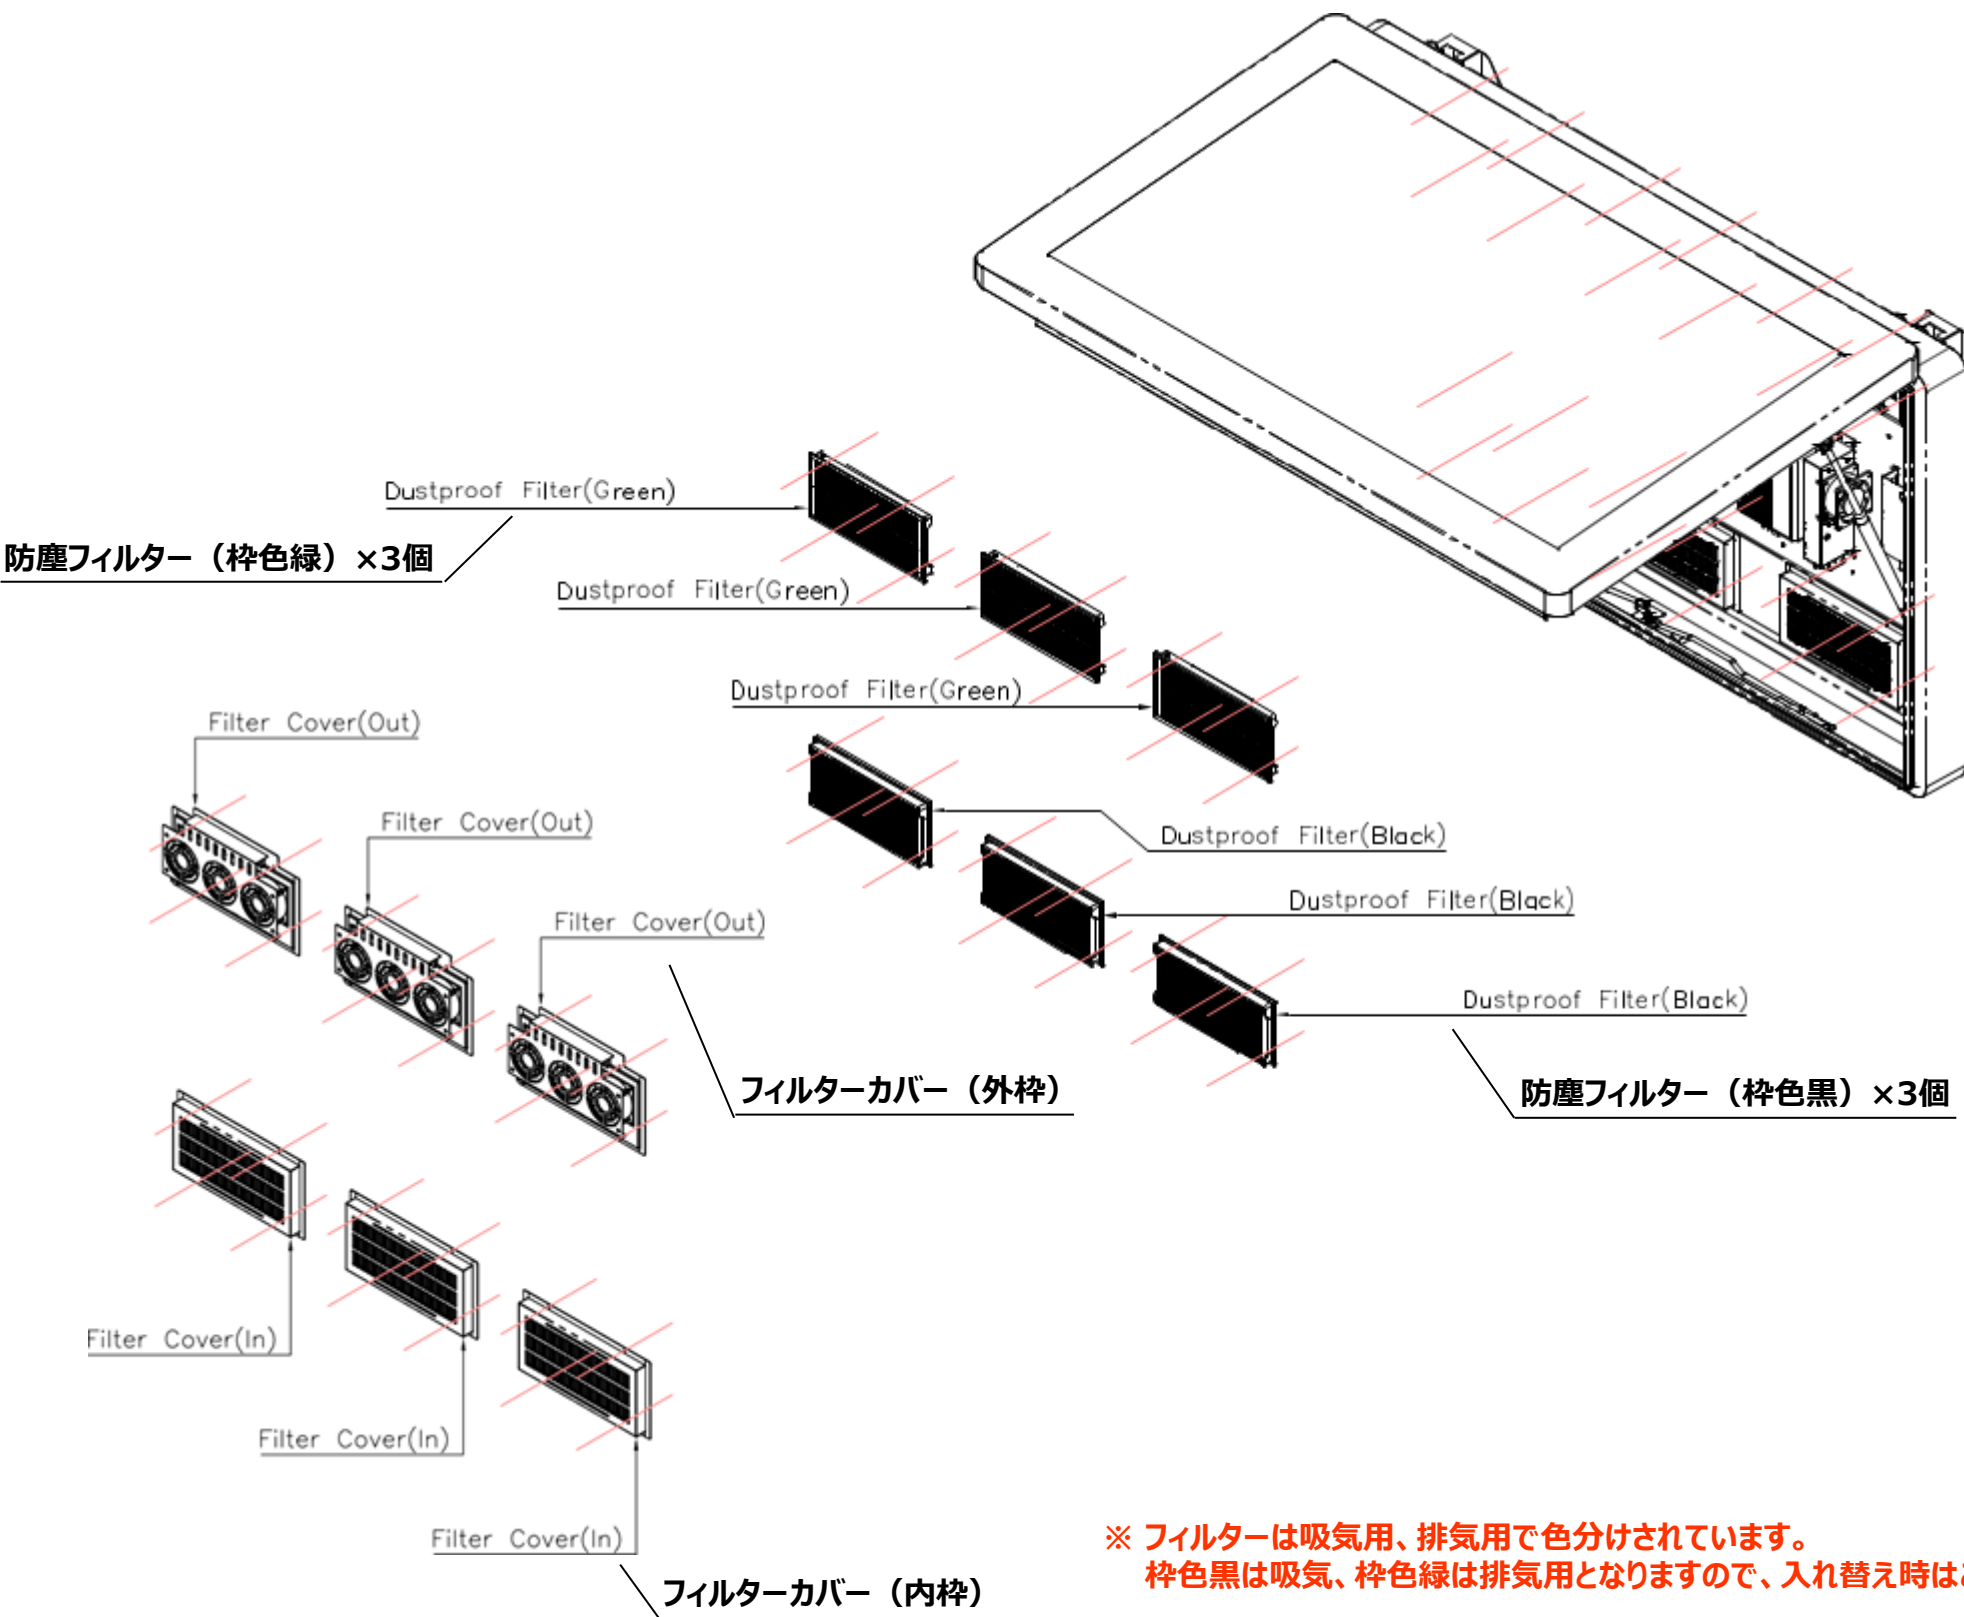 Dustproof Filter(Green)
防塵フィルター（枠色緑）×3個
Dustproof Filter(Green)
Dustproof Filter(Green)
Filter Cover(Out)
Filter Cover(Out)
Dustproof Filter(Black)
Dustproof Filter(Black)
Filter Cover(Out)
Dustproof Filter(Black)
フィルターカバー（外枠）
防塵フィルター（枠色黒）×3個
Filter Cover(In)
Filter Cover(In)
Filter Cover(In)
フィルターカバー（内枠）
※ フィルターは吸気用、排気用で色分けされています。
枠色黒は吸気、枠色緑は排気用となりますので、入れ替え時は